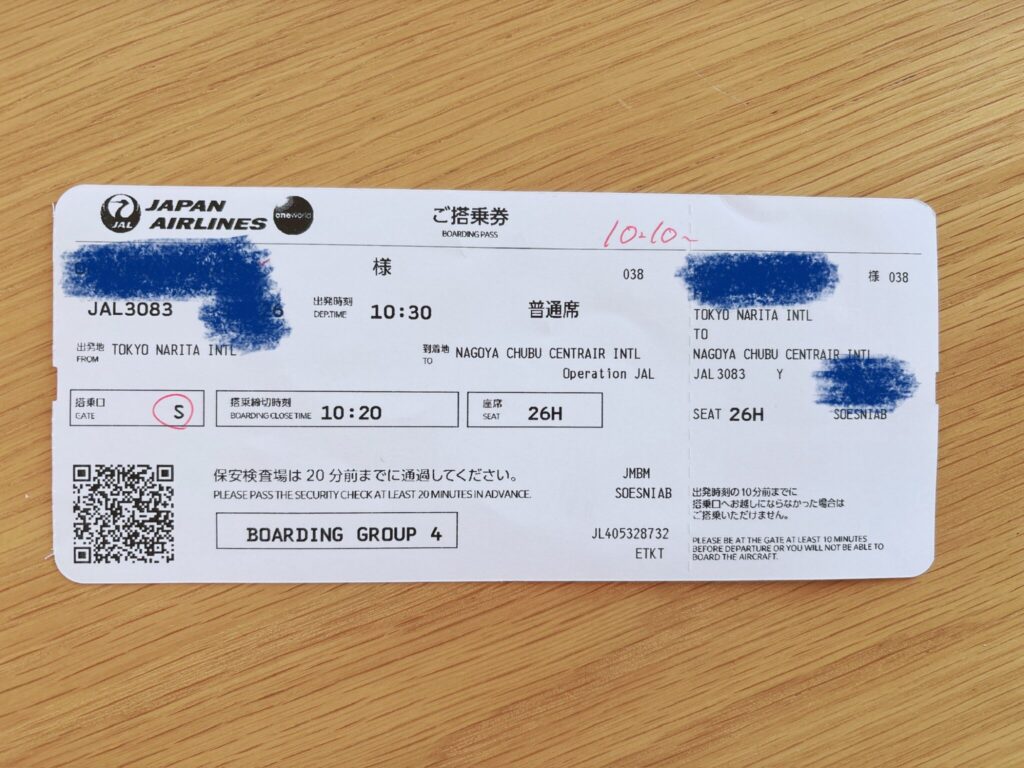 JAL
JAPAN
AIRLINES
oneworld
ご搭乗券
BOARDING PASS
10:10~
様
038
JAL3083
6
出発時刻
DEP.TIME
10:30
普通席
出発地
FROM
TOKYO NARITA INTL
到着地
TO
NAGOYA CHUBU CENTRAIR INTL
Operation JAL
搭乗口
GATE
S
搭乗締切時刻
BOARDING CLOSE TIME
10:20
座席
SEAT
26H
保安検査場は20分前までに通過してください。
PLEASE PASS THE SECURITY CHECK AT LEAST 20 MINUTES IN ADVANCE.
BOARDING GROUP 4
JMBM
SOESNIAB
JL405328732
ETKT
様 038
TOKYO NARITA INTL
TO
NAGOYA CHUBU CENTRAIR INTL
JAL3083 Y
SEAT 26H
SOESNIAB
出発時刻の10分前までに
搭乗口へお越しにならなかった場合は
ご搭乗いただけません。
PLEASE BE AT THE GATE AT LEAST 10 MINUTES
BEFORE DEPARTURE OR YOU WILL NOT BE ABLE TO
BOARD THE AIRCRAFT.